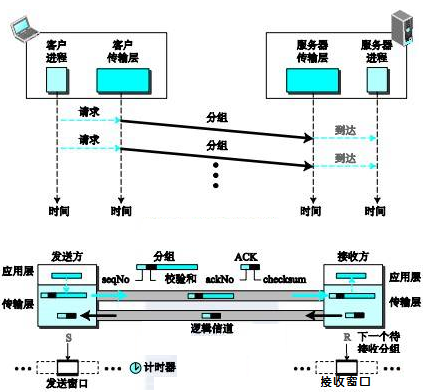 客户 客户 服务器 服务器
进程 传输层 传输层 进程
请求 分组 到达
请求 分组 到达
时间 时间 时间 时间
发送方 分组 ACK 接收方
应用层 seqNo 校验和 ackNo checksum 应用层
传输层 传输层
逻辑信道
S R 下一个待
接收分组
计时器
发送窗口 接收窗口